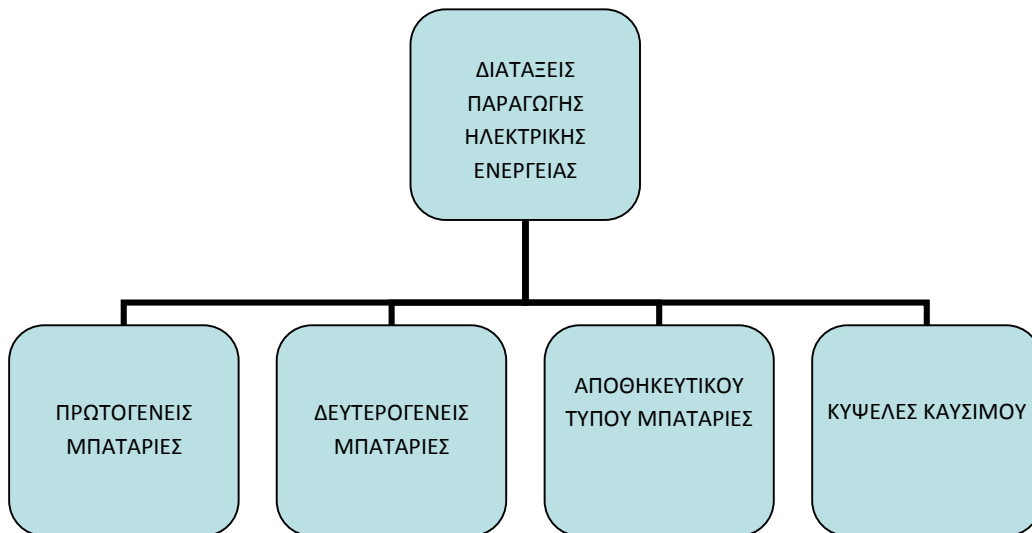 ΔΙΑΤΑΞΕΙΣ
ΠΑΡΑΓΩΓΗΣ
ΗΛΕΚΤΡΙΚΗΣ
ΕΝΕΡΓΕΙΑΣ
ΠΡΩΤΟΓΕΝΕΙΣ
ΜΠΑΤΑΡΙΕΣ
ΔΕΥΤΕΡΟΓΕΝΕΙΣ
ΜΠΑΤΑΡΙΕΣ
ΑΠΟΘΗΚΕΥΤΙΚΟΥ
ΤΥΠΟΥ ΜΠΑΤΑΡΙΕΣ
ΚΥΨΕΛΕΣ ΚΑΥΣΙΜΟΥ